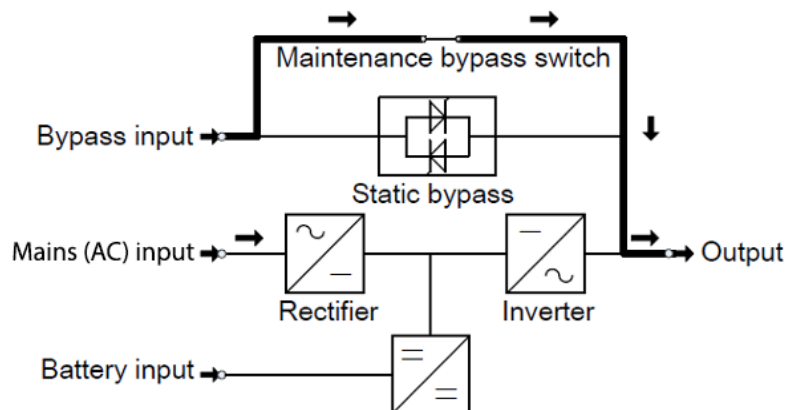 Maintenance bypass switch
Bypass input
Static bypass
Mains (AC) input
Output
Rectifier
Inverter
Battery input